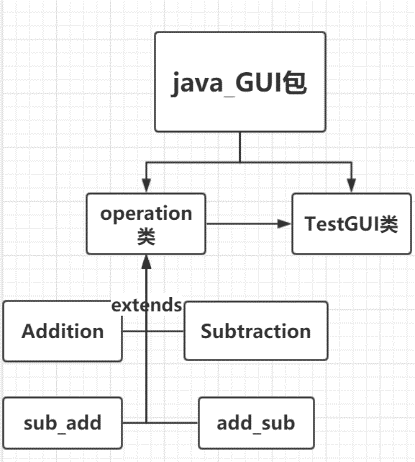 java_GUI包
operation
类
TestGUI类
extends
Addition
Subtraction
sub_add
add_sub